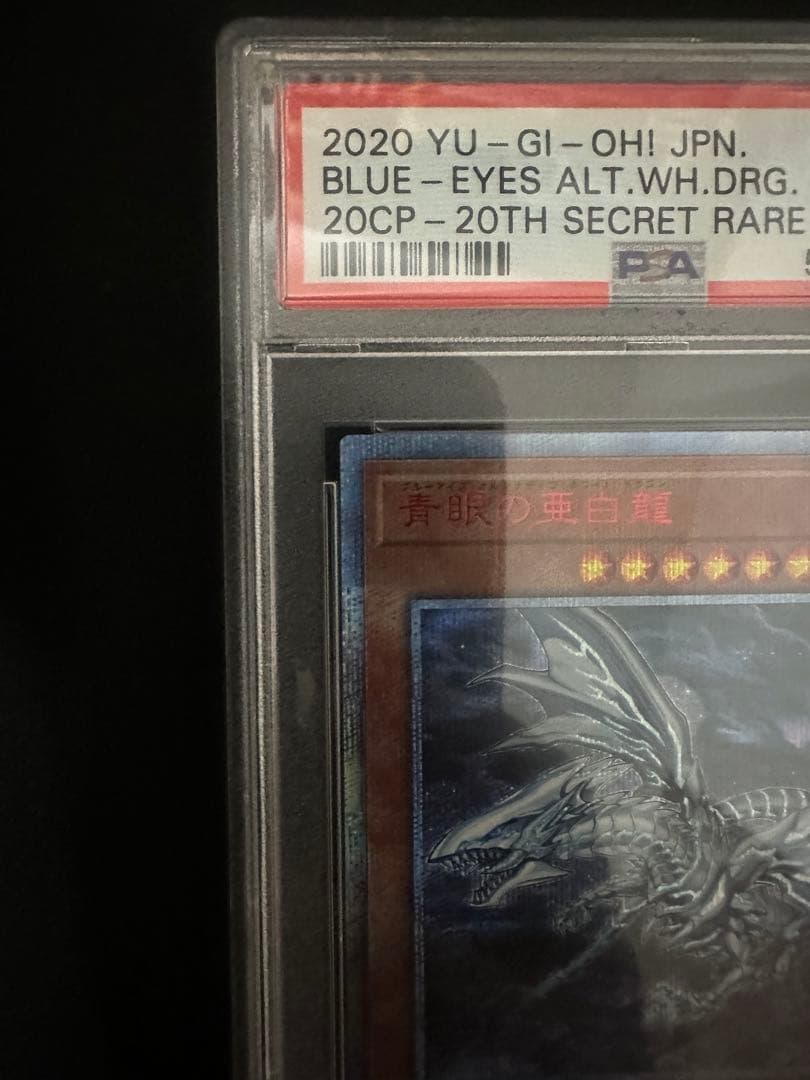 2020 YU-GI-OH! JPN.
BLUE-EYES ALT.WH.DRG.
20CP-20TH SECRET RARE
PSA
青眼の亜白龍